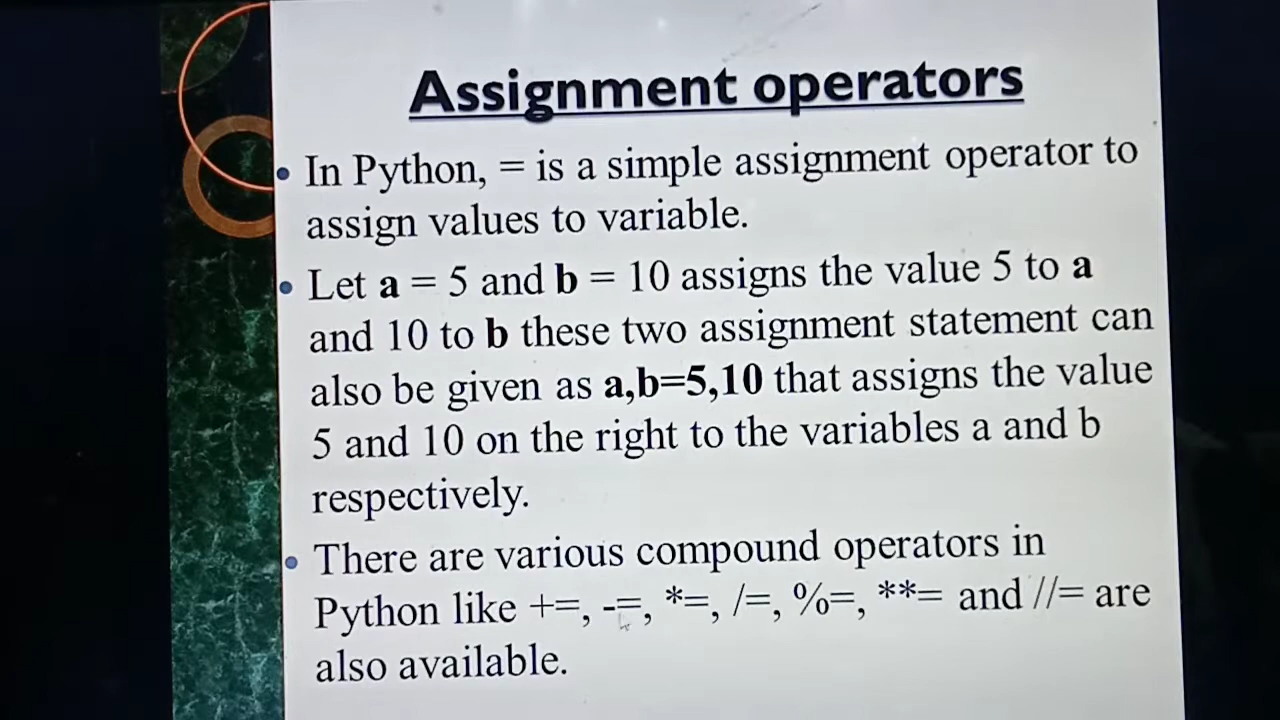 Assignment operators
• In Python, = is a simple assignment operator to
assign values to variable.
• Let a = 5 and b = 10 assigns the value 5 to a
and 10 to b these two assignment statement can
also be given as a,b=5,10 that assigns the value
5 and 10 on the right to the variables a and b
respectively.
• There are various compound operators in
Python like +=, -=, *=, /=, %=, **= and //= are
also available.